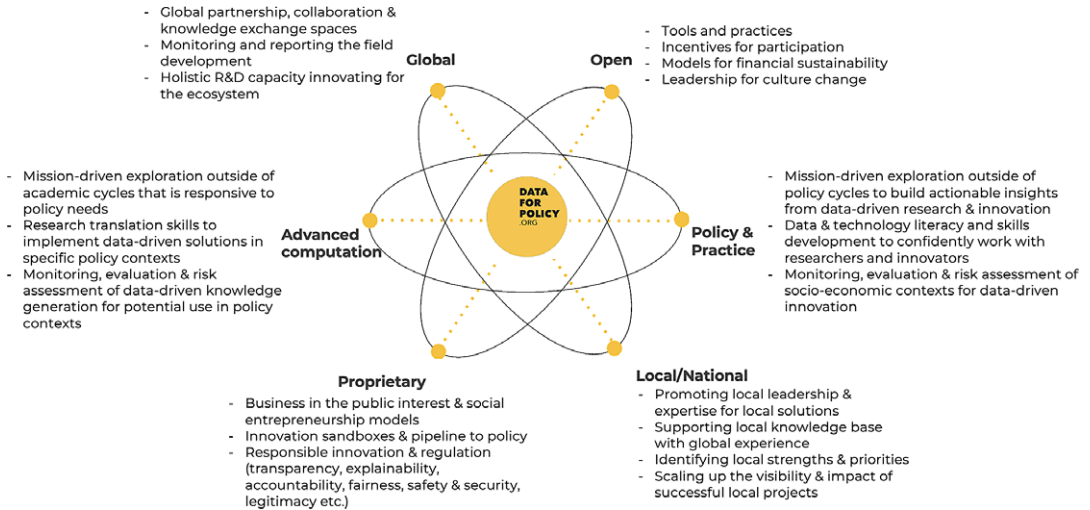 Global
- Global partnership, collaboration &
knowledge exchange spaces
- Monitoring and reporting the field
development
- Holistic R&D capacity innovating for
the ecosystem
Open
- Tools and practices
- Incentives for participation
- Models for financial sustainability
- Leadership for culture change
Advanced
computation
- Mission-driven exploration outside of
academic cycles that is responsive to
policy needs
- Research translation skills to
implement data-driven solutions in
specific policy contexts
- Monitoring, evaluation & risk
assessment of data-driven knowledge
generation for potential use in policy
contexts
DATA
FOR
POLICY
.ORG
Policy &
Practice
- Mission-driven exploration outside of
policy cycles to build actionable insights
from data-driven research & innovation
- Data & technology literacy and skills
development to confidently work with
researchers and innovators
- Monitoring, evaluation & risk assessment of
socio-economic contexts for data-driven
innovation
Proprietary
- Business in the public interest & social
entrepreneurship models
- Innovation sandboxes & pipeline to policy
- Responsible innovation & regulation
(transparency, explainability,
accountability, fairness, safety & security,
legitimacy etc.)
Local/National
- Promoting local leadership &
expertise for local solutions
- Supporting local knowledge base
with global experience
- Identifying local strengths & priorities
- Scaling up the visibility & impact of
successful local projects